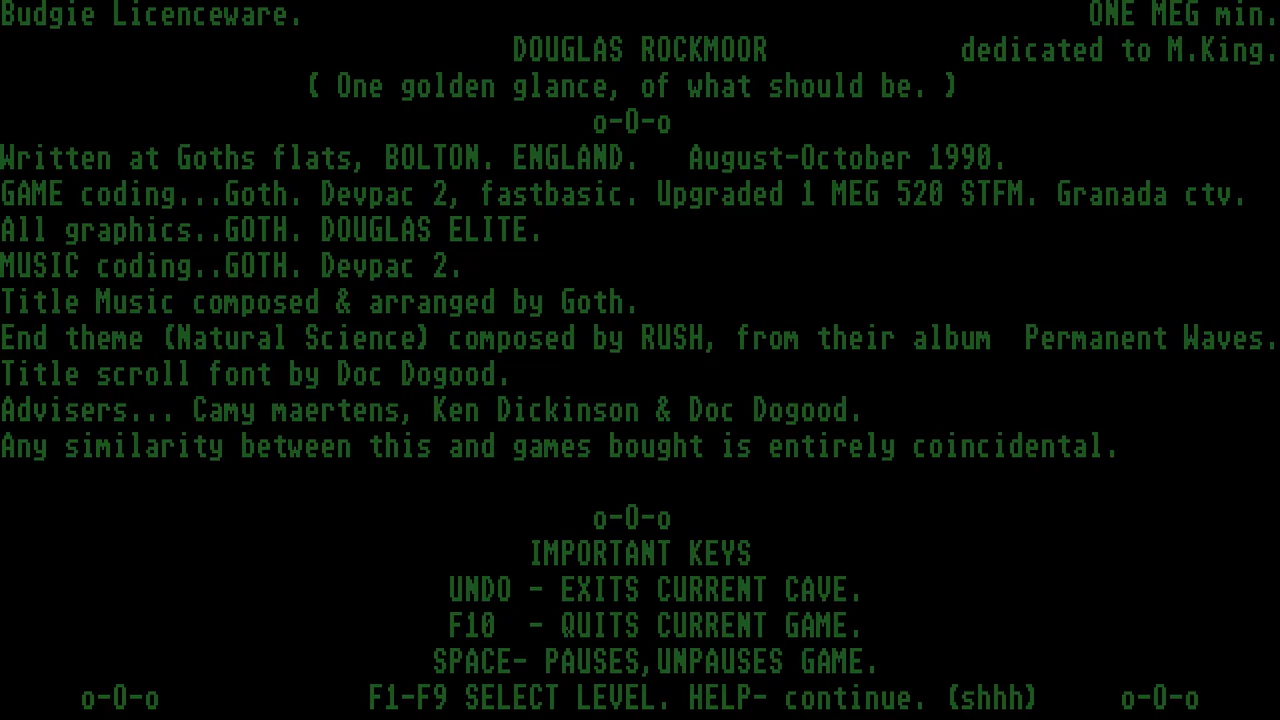 Budgie Licenceware. ONE MEG min.
DOUGLAS ROCKMOOR dedicated to M.King.
( One golden glance, of what should be. )
o-O-o
Written at Goths flats, BOLTON. ENGLAND. August-October 1990.
GAME coding...Goth. Devpac 2, fastbasic. Upgraded 1 MEG 520 STFM. Granada ctv.
All graphics..GOTH. DOUGLAS ELITE.
MUSIC coding..GOTH. Devpac 2.
Title Music composed & arranged by Goth.
End theme (Natural Science) composed by RUSH, from their album Permanent Waves.
Title scroll font by Doc Dogood.
Advisers... Camy maertens, Ken Dickinson & Doc Dogood.
Any similarity between this and games bought is entirely coincidental.
o-O-o
IMPORTANT KEYS
UNDO - EXITS CURRENT CAVE.
F10 - QUITS CURRENT GAME.
SPACE- PAUSES,UNPAUSES GAME.
o-O-o F1-F9 SELECT LEVEL. HELP- continue. (shhh) o-O-o